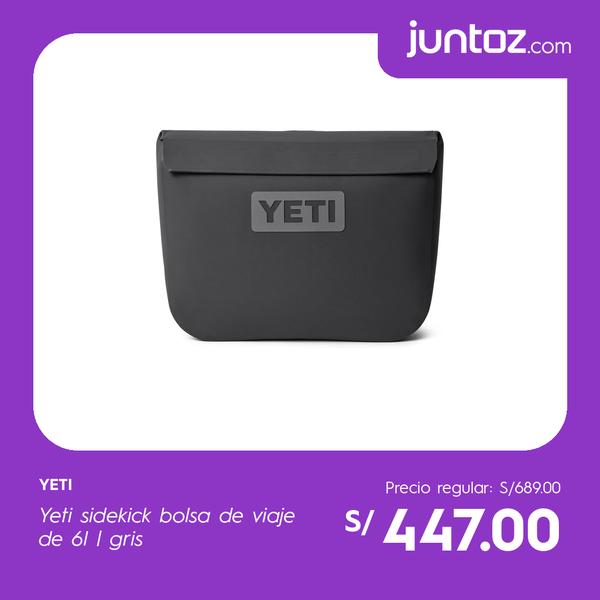 juntoz.com
YETI
YETI
Yeti sidekick bolsa de viaje
de 6l | gris
Precio regular: S/689.00
S/ 447.00